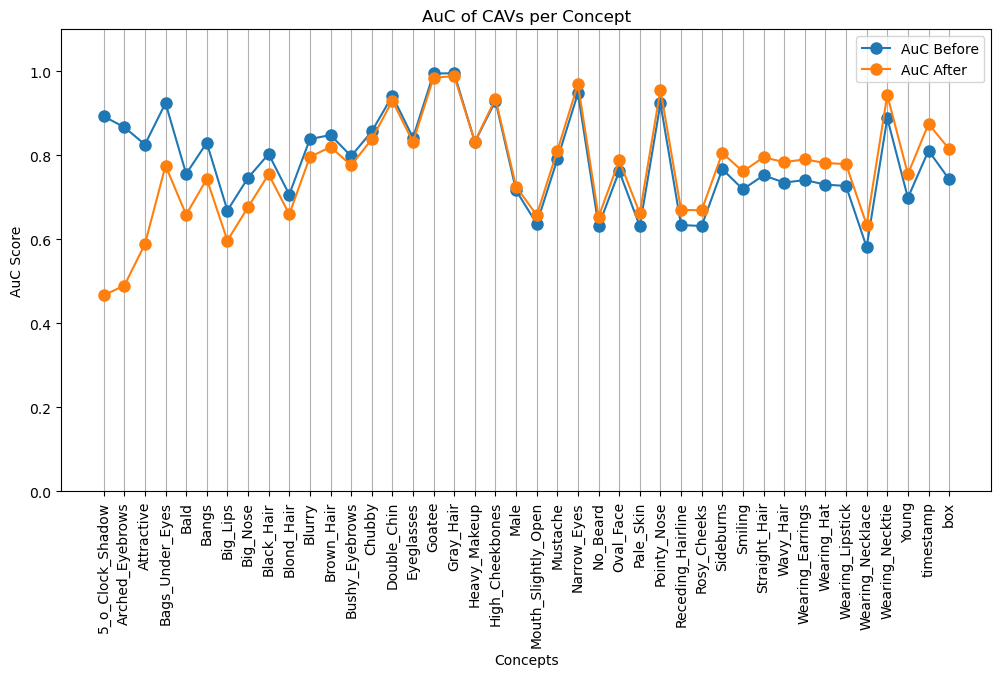 AuC of CAVs per Concept
AuC Before
AuC After
AuC Score
1.0
0.8
0.6
0.4
0.2
0.0
5_o_Clock_Shadow
Arched_Eyebrows
Attractive
Bags_Under_Eyes
Bald
Bangs
Big_Lips
Big_Nose
Black_Hair
Blond_Hair
Blurry
Brown_Hair
Bushy_Eyebrows
Chubby
Double_Chin
Eyeglasses
Goatee
Gray_Hair
Heavy_Makeup
High_Cheekbones
Male
Mouth_Slightly_Open
Mustache
Narrow_Eyes
No_Beard
Oval_Face
Pale_Skin
Pointy_Nose
Receding_Hairline
Rosy_Cheeks
Sideburns
Smiling
Straight_Hair
Wavy_Hair
Wearing_Earrings
Wearing_Hat
Wearing_Lipstick
Wearing_Necklace
Wearing_Necktie
Young
timestamp
box
Concepts